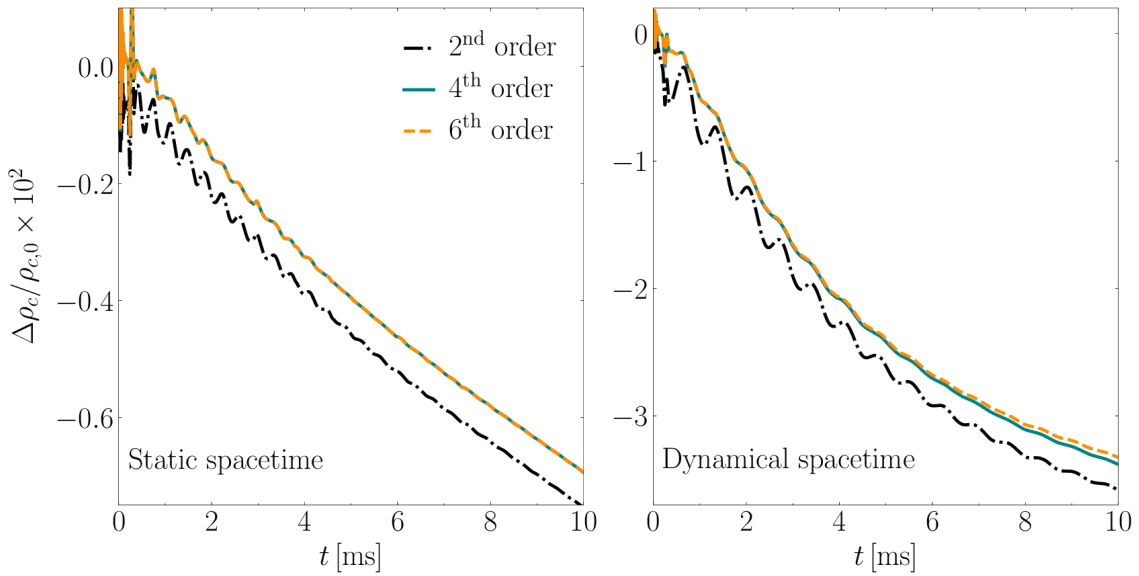 Δρ_c/ρ_{c,0} × 10²
0.0
−0.2
−0.4
−0.6
2nd order
4th order
6th order
Static spacetime
0 2 4 6 8 10
t [ms]
0
−1
−2
−3
Dynamical spacetime
0 2 4 6 8 10
t [ms]